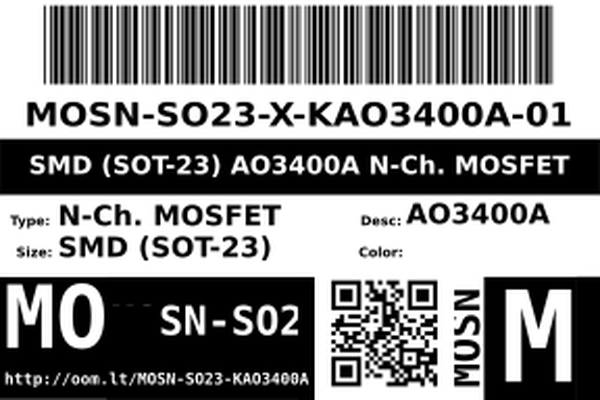 MOSN-SO23-X-KAO3400A-01
SMD (SOT-23) AO3400A N-Ch. MOSFET
Type: N-Ch. MOSFET
Desc: AO3400A
Size: SMD (SOT-23)
Color:
MO
SN-S02
http://oom.lt/MOSN-SO23-KAO3400A
MOSN
M